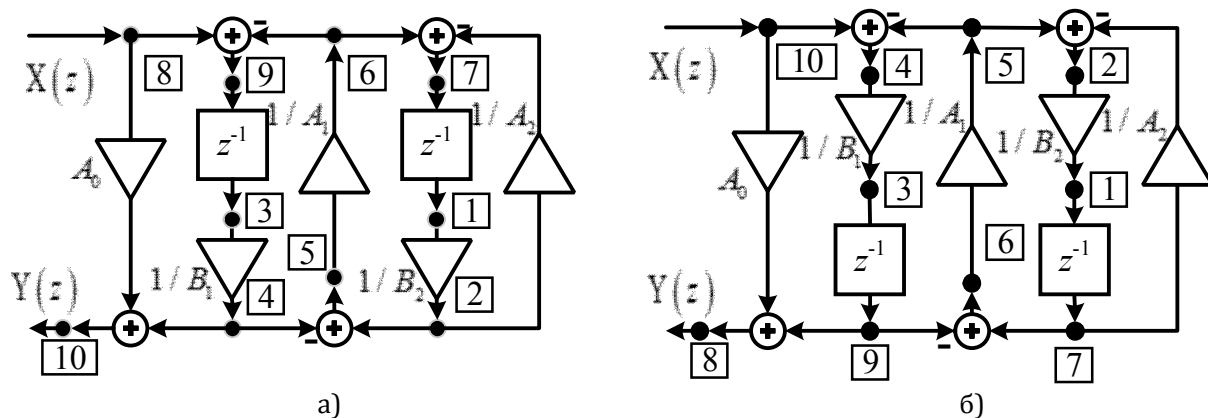 8
9
6
7
X(z)
1/A₁
1/A₂
z⁻¹
z⁻¹
A₀
3
1
5
Y(z)
1/B₁
4
1/B₂
2
10
а)
10
4
5
2
X(z)
1/A₁
1/A₂
1/B₁
1/B₂
A₀
3
1
6
z⁻¹
z⁻¹
Y(z)
8
9
7
б)